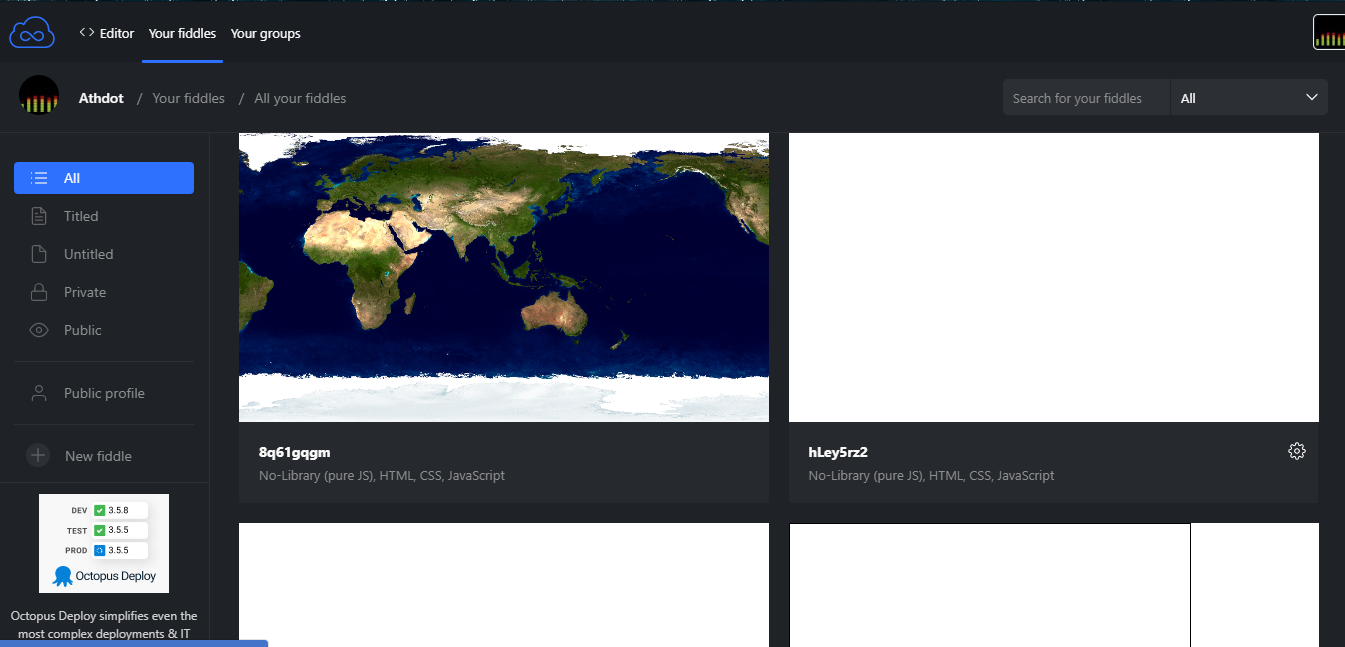 Editor Your fiddles Your groups
Athdot / Your fiddles / All your fiddles
Search for your fiddles All
All
Titled
Untitled
Private
Public
Public profile
New fiddle
DEV 3.5.8
TEST 3.5.5
PROD 3.5.5
Octopus Deploy
Octopus Deploy simplifies even the
most complex deployments & IT
8q61gqgm
No-Library (pure JS), HTML, CSS, JavaScript
hLey5rz2
No-Library (pure JS), HTML, CSS, JavaScript